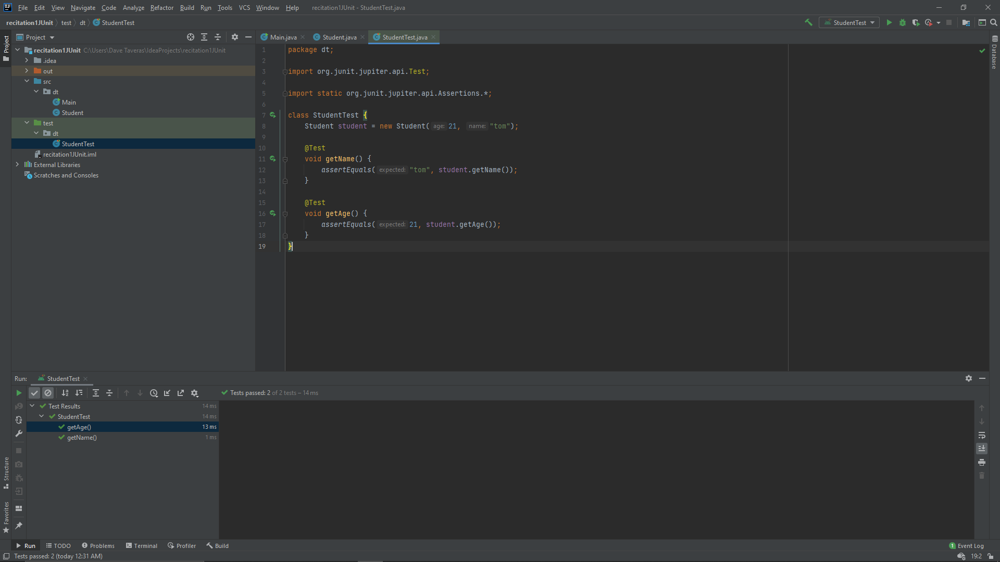 File Edit View Navigate Code Analyze Refactor Build Run Tools VCS Window Help recitation1JUnit - StudentTest.java
recitation1JUnit test dt StudentTest
StudentTest
Project
Project
Main.java Student.java StudentTest.java
recitation1JUnit C:\Users\Dave Taveras\IdeaProjects\recitation1JUnit
.idea
out
src
dt
Main
Student
test
dt
StudentTest
recitation1JUnit.iml
External Libraries
Scratches and Consoles
1 package dt;
2
3 import org.junit.jupiter.api.Test;
4
5 import static org.junit.jupiter.api.Assertions.*;
6
7 class StudentTest {
8 Student student = new Student( age: 21, name: "tom");
9
10 @Test
11 void getName() {
12 assertEquals( expected: "tom", student.getName());
13 }
14
15 @Test
16 void getAge() {
17 assertEquals( expected: 21, student.getAge());
18 }
19 }
Database
Run: StudentTest
Tests passed: 2 of 2 tests – 14 ms
Test Results 14 ms
StudentTest 14 ms
getAge() 13 ms
getName() 1 ms
Structure
Favorites
Run TODO Problems Terminal Profiler Build 1 Event Log
Tests passed: 2 (today 12:31 AM) 19:2